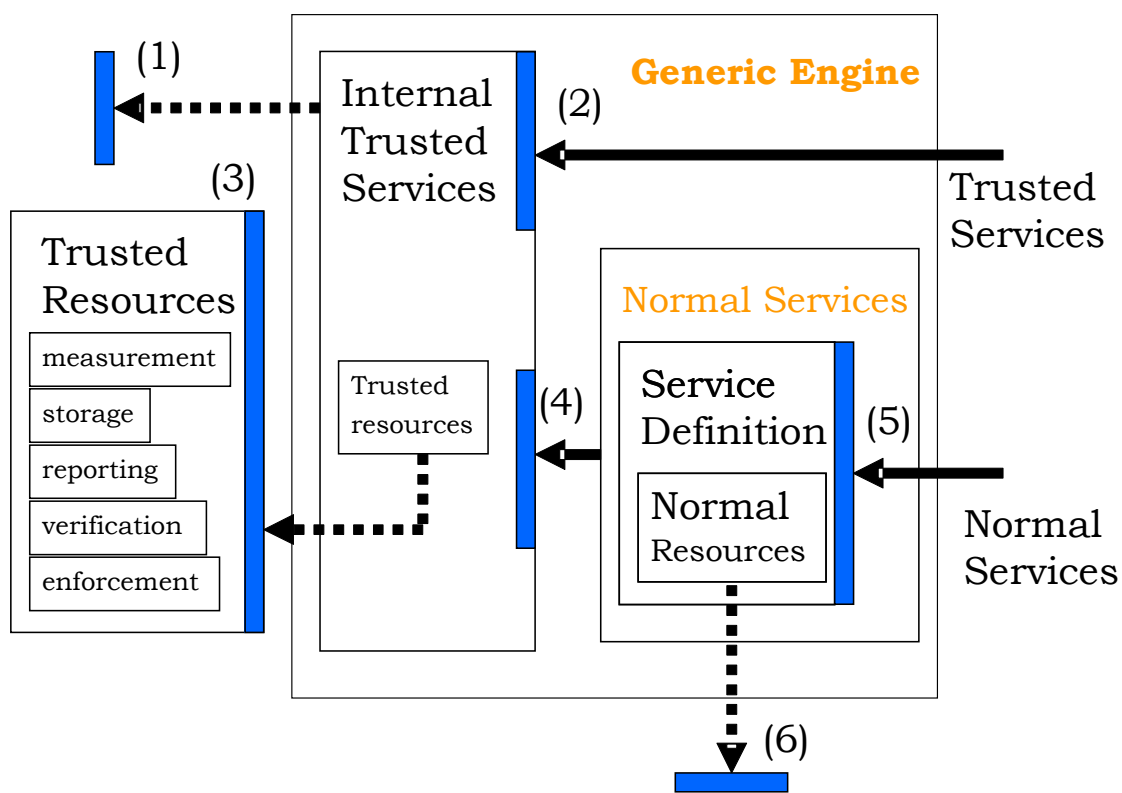 (1)
Generic Engine
Internal
Trusted
Services
(2)
(3)
Trusted
Services
Trusted
Resources
measurement
storage
reporting
verification
enforcement
Trusted
resources
(4)
Normal Services
Service
Definition
(5)
Normal
Resources
Normal
Services
(6)